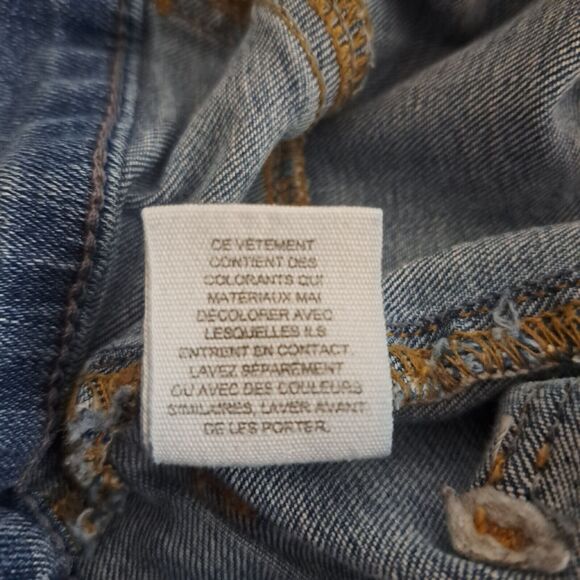 CE VÊTEMENT
CONTIENT DES
COLORANTS QUI
MATÉRIAUX MAI
DÉCOLORER AVEC
LESQUELLES ILS
ENTRENT EN CONTACT.
LAVEZ SÉPARÉMENT
OU AVEC DES COULEURS
SIMILAIRES, LAVER AVANT
DE LES PORTER.